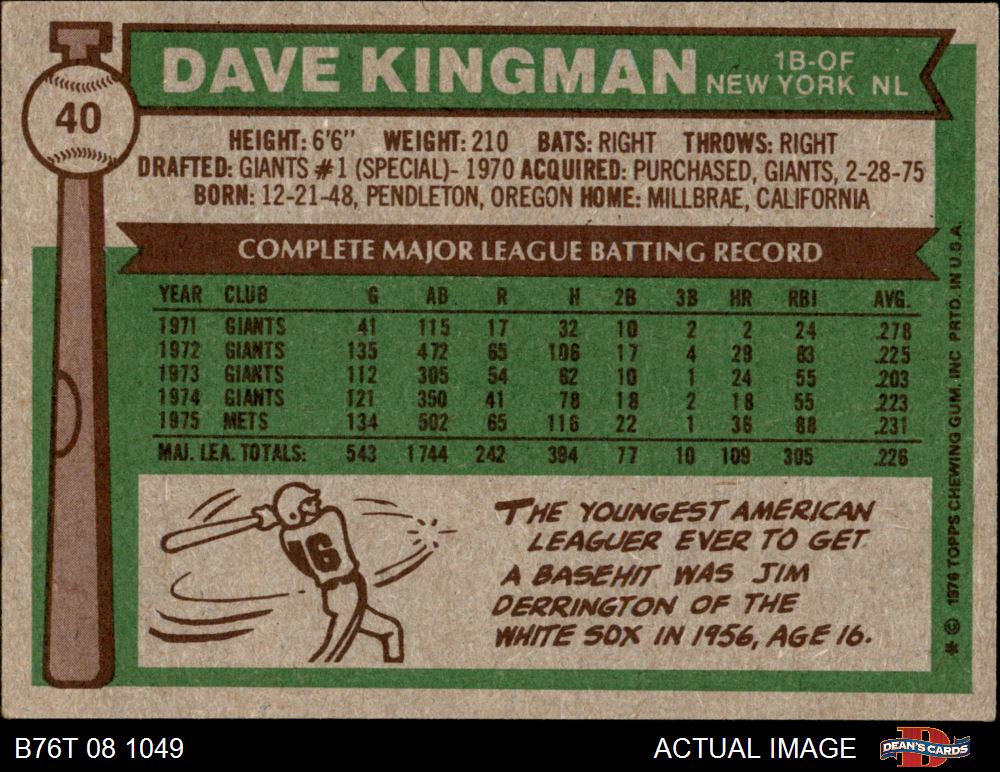 40
DAVE KINGMAN 1B-OF
NEW YORK NL
HEIGHT: 6'6" WEIGHT: 210 BATS: RIGHT THROWS: RIGHT
DRAFTED: GIANTS #1 (SPECIAL)- 1970 ACQUIRED: PURCHASED, GIANTS, 2-28-75
BORN: 12-21-48, PENDLETON, OREGON HOME: MILLBRAE, CALIFORNIA
COMPLETE MAJOR LEAGUE BATTING RECORD
YEAR CLUB G AB R H 2B 3B HR RBI AVG.
1971 GIANTS 41 115 17 32 10 2 2 24 .278
1972 GIANTS 135 472 65 106 17 4 29 83 .225
1973 GIANTS 112 305 54 62 10 1 24 55 .203
1974 GIANTS 121 350 41 78 18 2 18 55 .223
1975 METS 134 502 65 116 22 1 36 88 .231
MAJ. LEA. TOTALS: 543 1744 242 394 77 10 109 305 .226
16
THE YOUNGEST AMERICAN
LEAGUER EVER TO GET
A BASEHIT WAS JIM
DERRINGTON OF THE
WHITE SOX IN 1956, AGE 16.
* © 1976 TOPPS CHEWING GUM, INC PRTD. IN U.S.A.
B76T 08 1049
ACTUAL IMAGE
D
DEAN'S CARDS